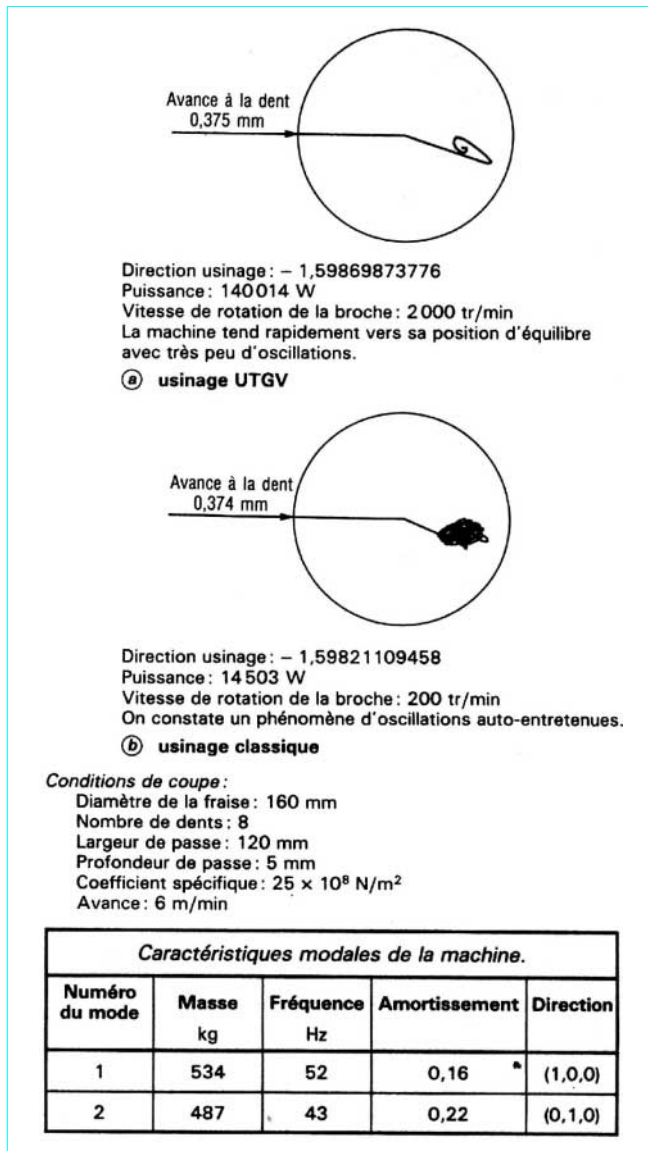 Avance à la dent
0,375 mm
Direction usinage : – 1,59869873776
Puissance : 140014 W
Vitesse de rotation de la broche : 2000 tr/min
La machine tend rapidement vers sa position d'équilibre
avec très peu d'oscillations.
ⓐ usinage UTGV
Avance à la dent
0,374 mm
Direction usinage : – 1,59821109458
Puissance : 14503 W
Vitesse de rotation de la broche : 200 tr/min
On constate un phénomène d'oscillations auto-entretenues.
ⓑ usinage classique
Conditions de coupe :
Diamètre de la fraise : 160 mm
Nombre de dents : 8
Largeur de passe : 120 mm
Profondeur de passe : 5 mm
Coefficient spécifique : 25 × 10⁸ N/m²
Avance : 6 m/min
Caractéristiques modales de la machine.
Numéro du mode Masse kg Fréquence Hz Amortissement Direction
1 534 52 0,16 (1,0,0)
2 487 43 0,22 (0,1,0)